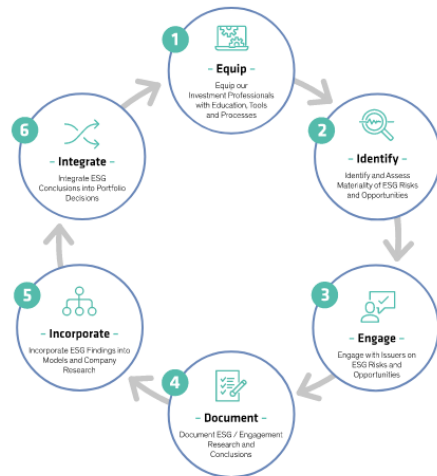 1
- Equip -
Equip our
Investment Professionals
with Education, Tools
and Processes
2
- Identify -
Identify and Assess
Materiality of ESG Risks
and Opportunities
3
- Engage -
Engage with Issuers on
ESG Risks and
Opportunities
4
- Document -
Document ESG / Engagement
Research and
Conclusions
5
- Incorporate -
Incorporate ESG Findings into
Models and Company
Research
6
- Integrate -
Integrate ESG
Conclusions into Portfolio
Decisions